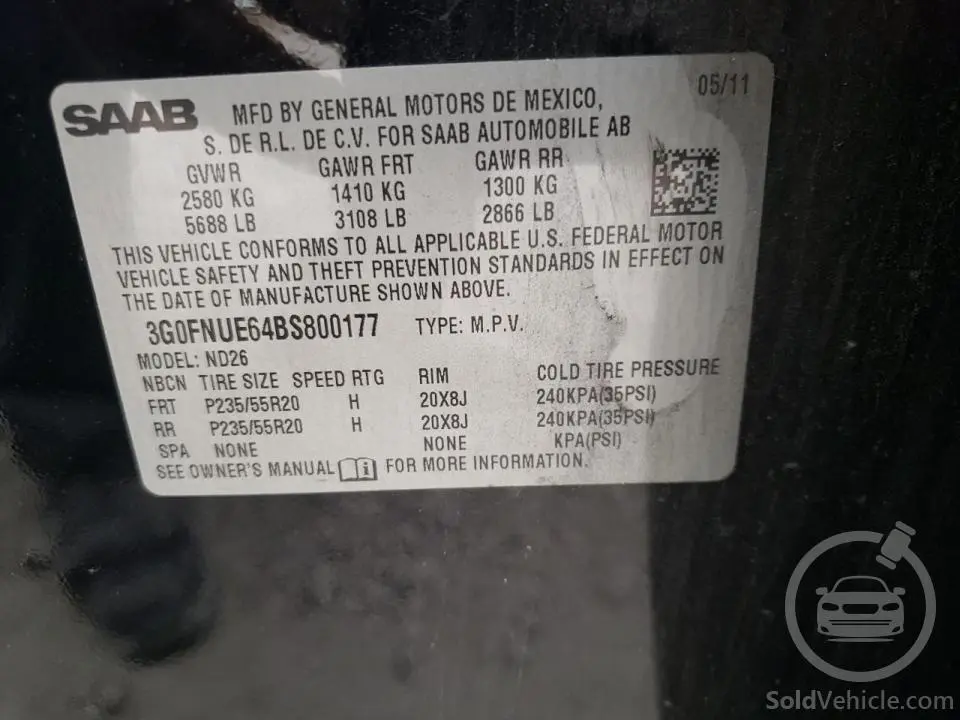 SAAB
05/11
MFD BY GENERAL MOTORS DE MEXICO,
S. DE R.L. DE C.V. FOR SAAB AUTOMOBILE AB
GVWR GAWR FRT GAWR RR
2580 KG 1410 KG 1300 KG
5688 LB 3108 LB 2866 LB
THIS VEHICLE CONFORMS TO ALL APPLICABLE U.S. FEDERAL MOTOR
VEHICLE SAFETY AND THEFT PREVENTION STANDARDS IN EFFECT ON
THE DATE OF MANUFACTURE SHOWN ABOVE.
3G0FNUE64BS800177 TYPE: M.P.V.
MODEL: ND26
NBCN TIRE SIZE SPEED RTG RIM COLD TIRE PRESSURE
FRT P235/55R20 H 20X8J 240KPA(35PSI)
RR P235/55R20 H 20X8J 240KPA(35PSI)
SPA NONE NONE KPA(PSI)
SEE OWNER'S MANUAL i FOR MORE INFORMATION.
SoldVehicle.com